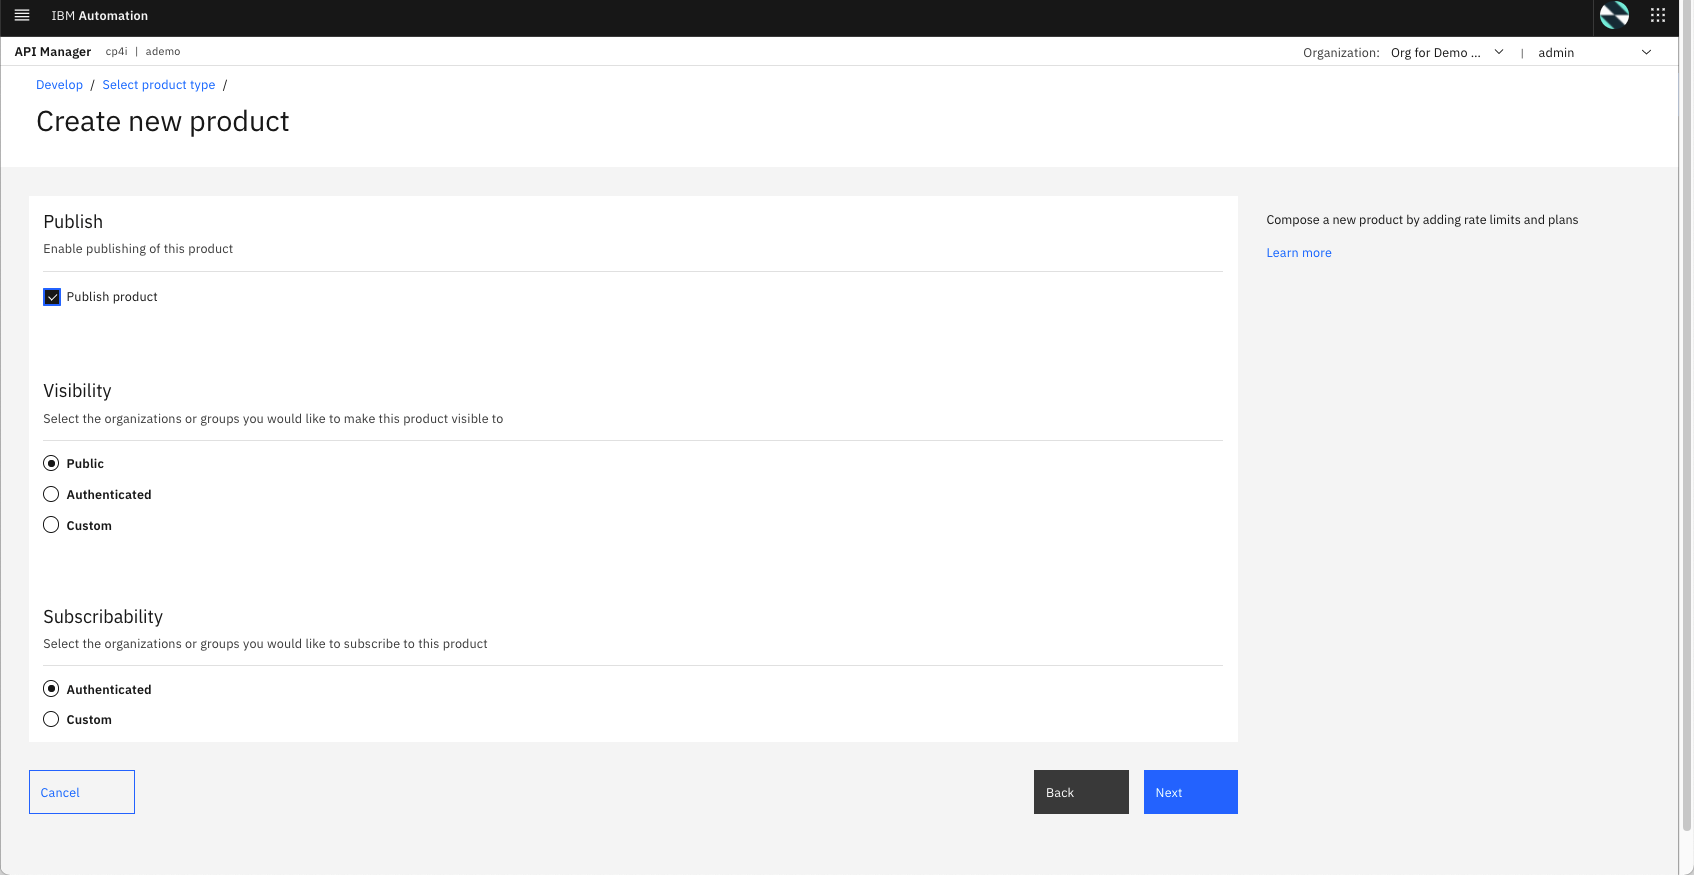 IBM Automation
API Manager cp4i | ademo Organization: Org for Demo ... | admin
Develop / Select product type /
Create new product
Publish
Enable publishing of this product
Publish product
Visibility
Select the organizations or groups you would like to make this product visible to
Public
Authenticated
Custom
Subscribability
Select the organizations or groups you would like to subscribe to this product
Authenticated
Custom
Compose a new product by adding rate limits and plans
Learn more
Cancel
Back
Next